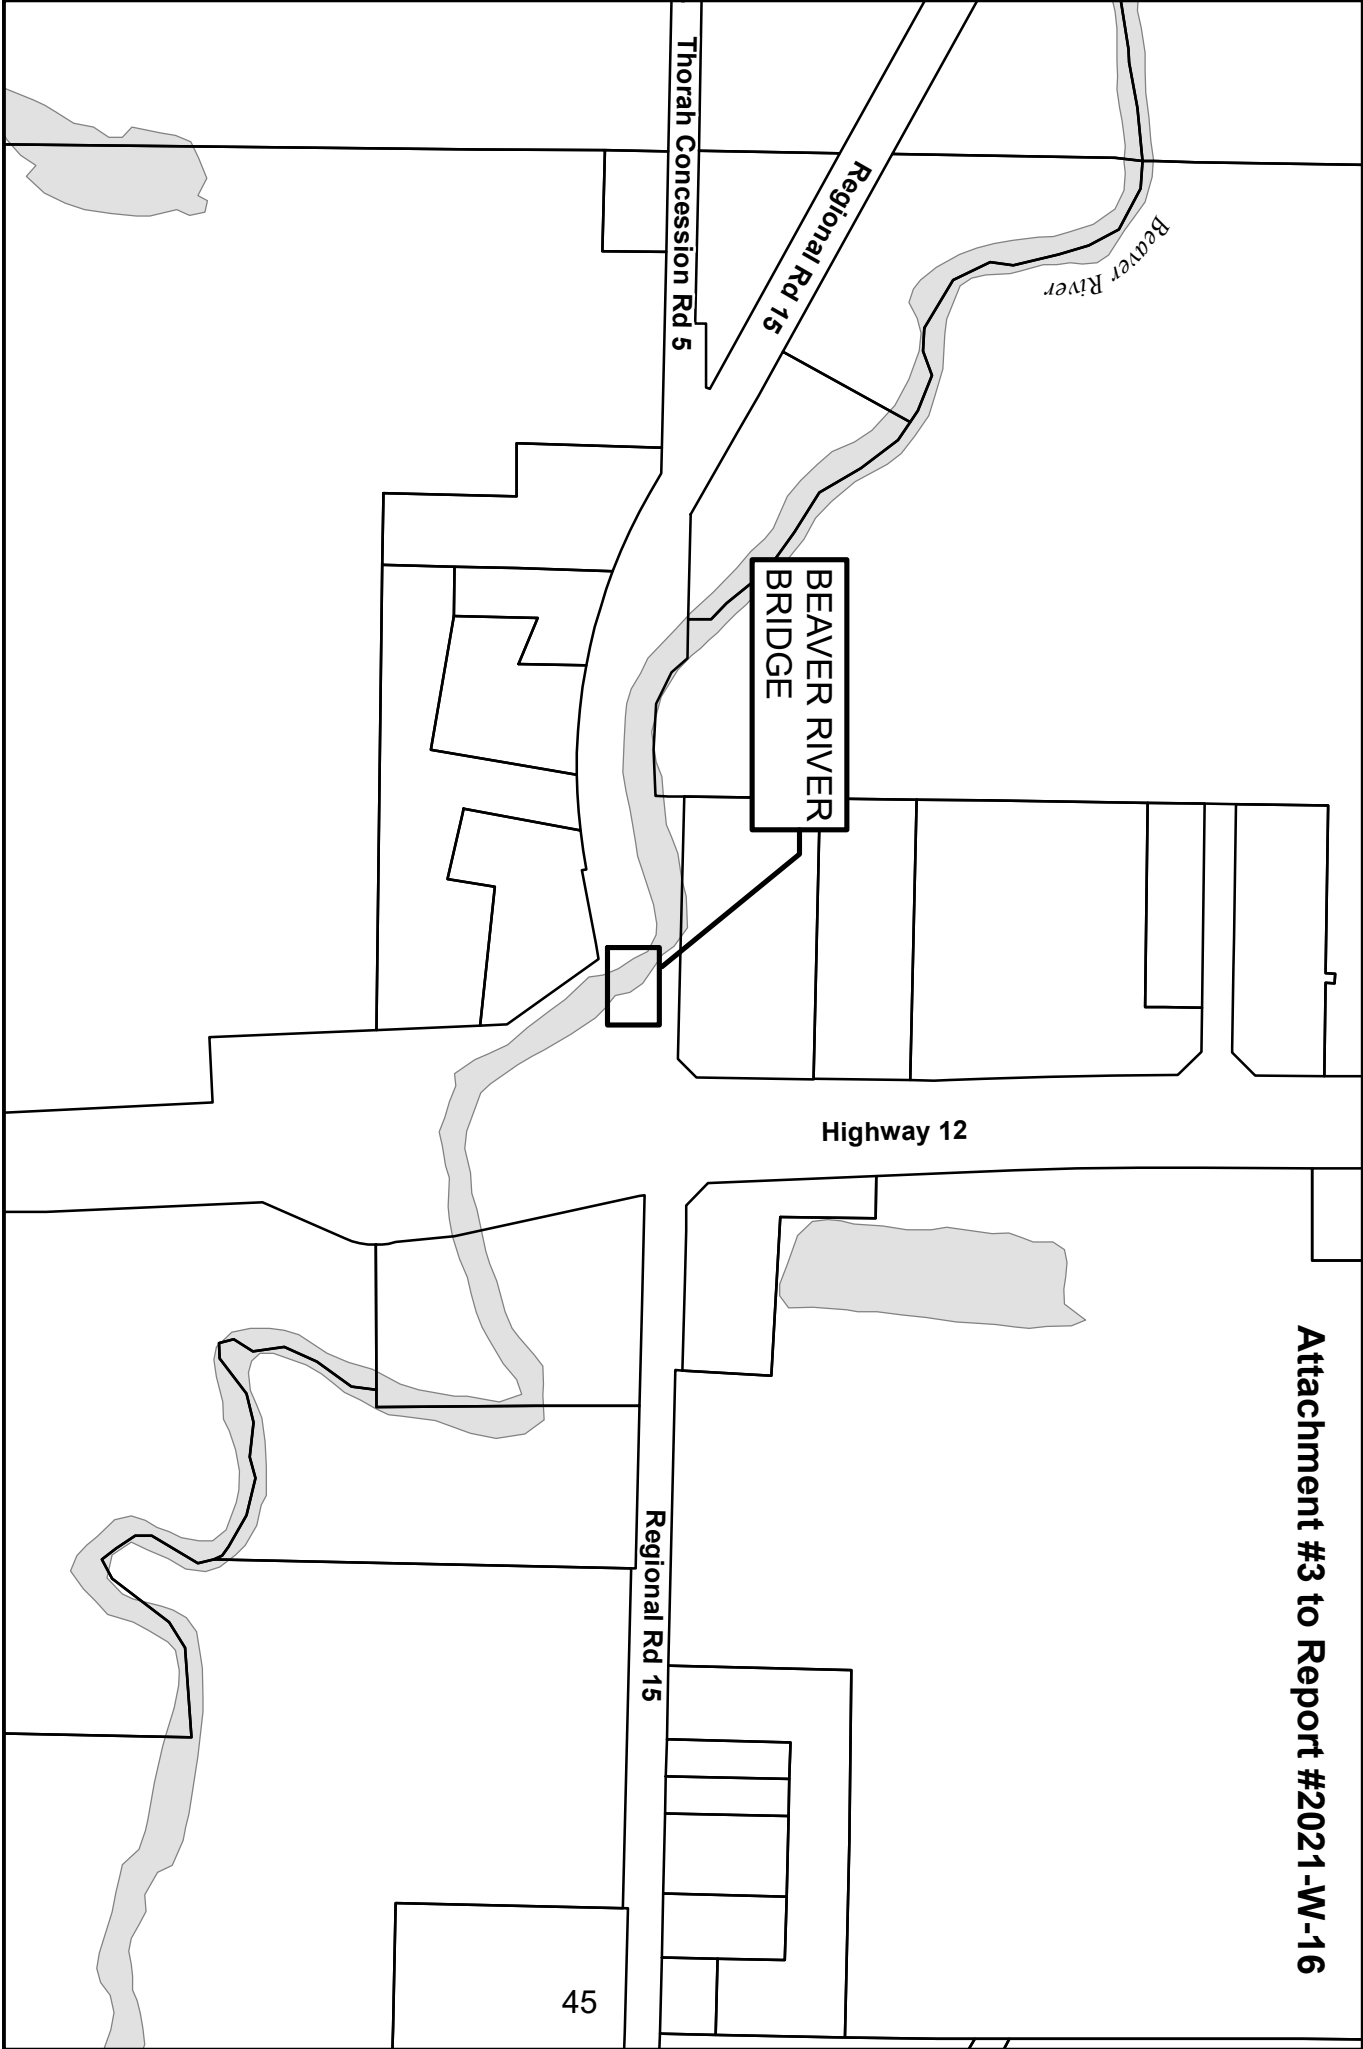 Attachment #3 to Report #2021-W-16
Beaver River
Regional Rd 15
Thorah Concession Rd 5
BEAVER RIVER
BRIDGE
Highway 12
Regional Rd 15
45